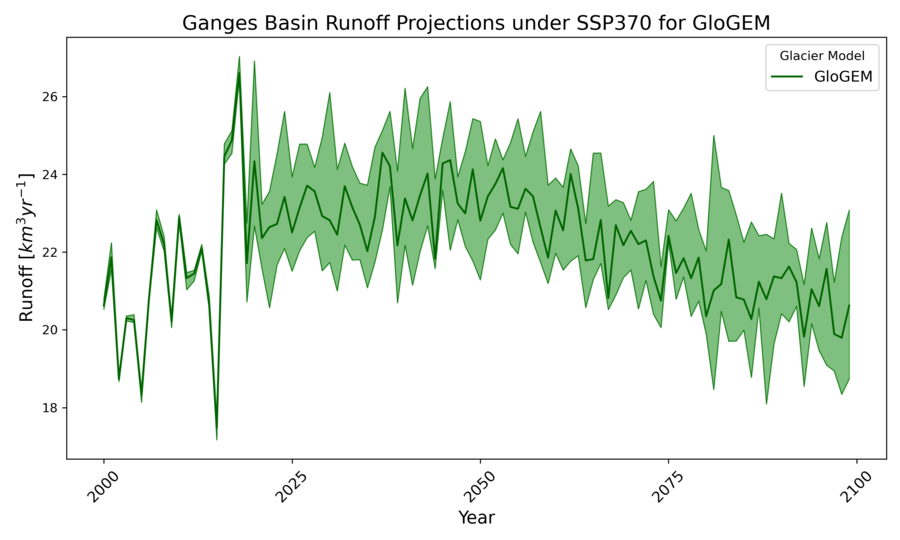 Ganges Basin Runoff Projections under SSP370 for GloGEM
Glacier Model
GloGEM
Runoff [km³yr⁻¹]
26
24
22
20
18
2000
2025
2050
2075
2100
Year